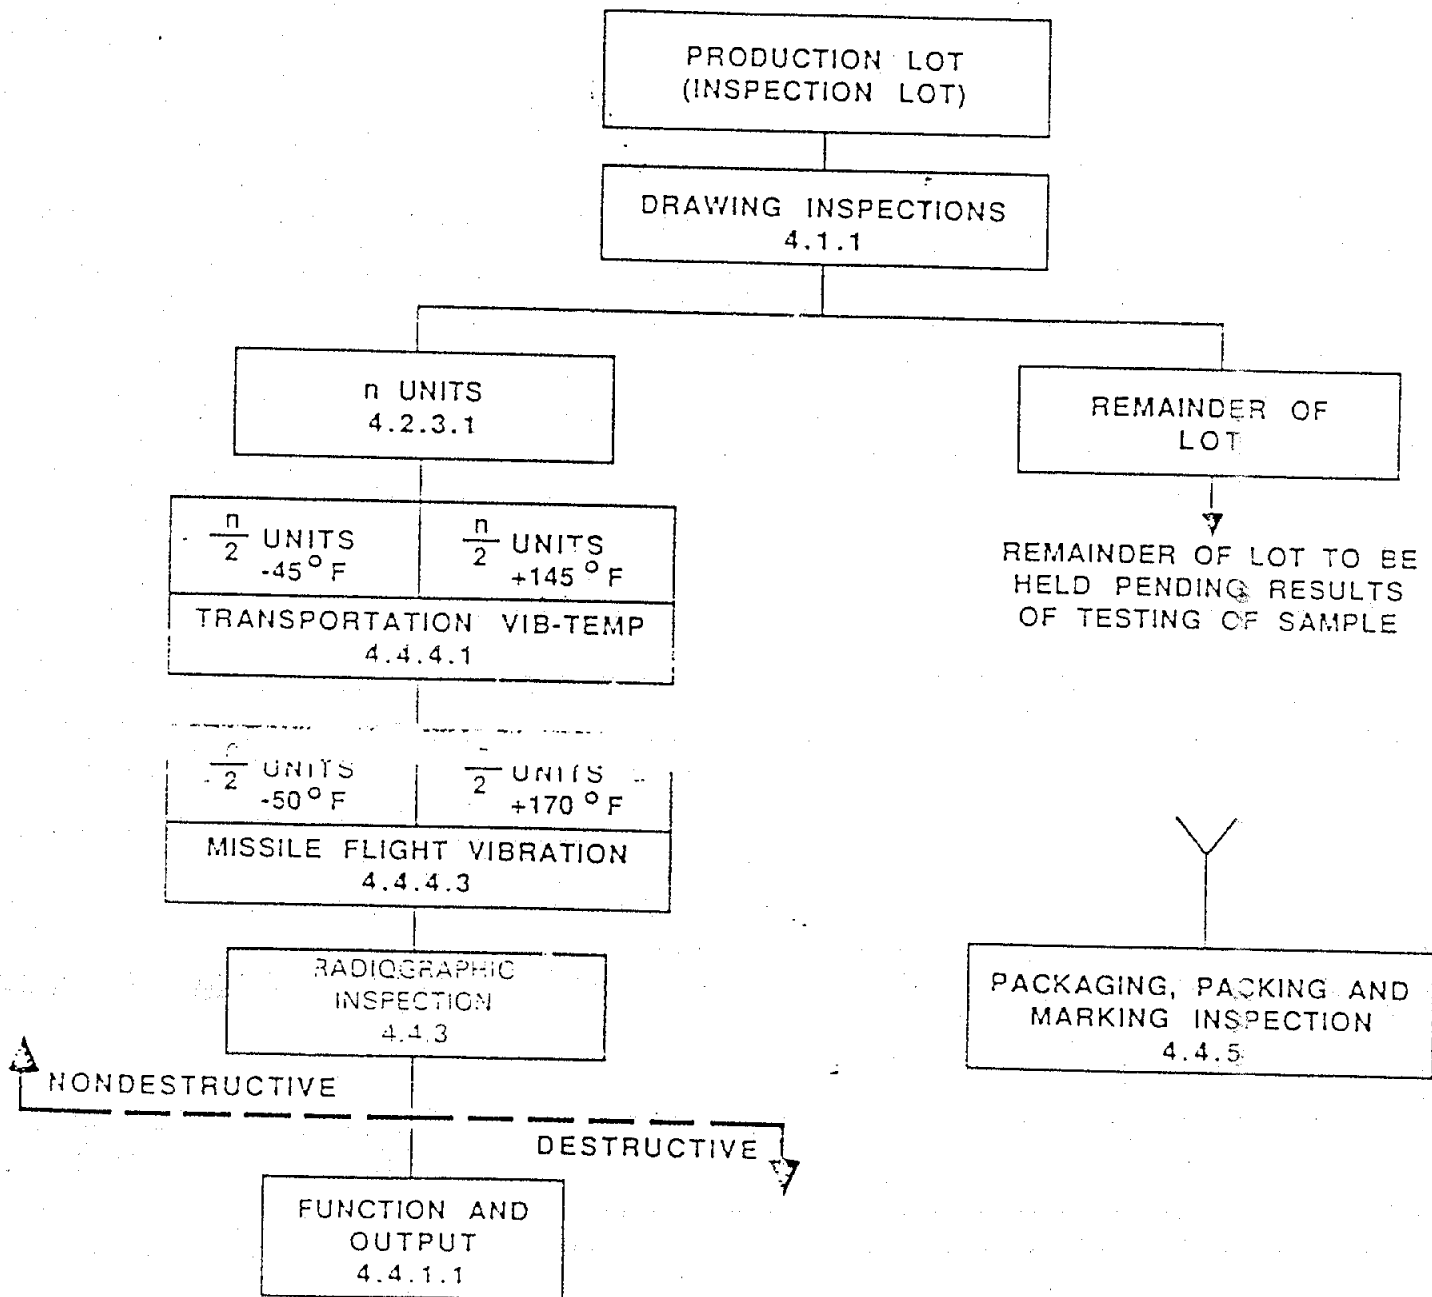 PRODUCTION LOT
(INSPECTION LOT)
DRAWING INSPECTIONS
4.1.1
n UNITS
4.2.3.1
REMAINDER OF
LOT
n/2 UNITS
-45°F
n/2 UNITS
+145°F
TRANSPORTATION VIB-TEMP
4.4.4.1
REMAINDER OF LOT TO BE
HELD PENDING RESULTS
OF TESTING OF SAMPLE
2 UNITS
-50°F
2 UNITS
+170°F
MISSILE FLIGHT VIBRATION
4.4.4.3
RADIOGRAPHIC
INSPECTION
4.4.3
PACKAGING, PACKING AND
MARKING INSPECTION
4.4.5
NONDESTRUCTIVE
DESTRUCTIVE
FUNCTION AND
OUTPUT
4.4.1.1